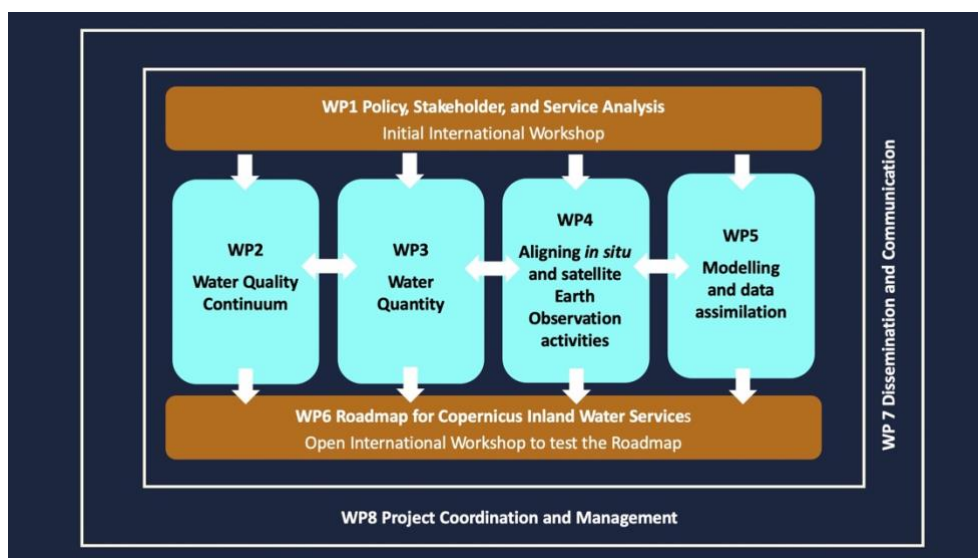 WP1 Policy, Stakeholder, and Service Analysis
Initial International Workshop
WP2
Water Quality
Continuum
WP3
Water
Quantity
WP4
Aligning in situ
and satellite
Earth
Observation
activities
WP5
Modelling
and data
assimilation
WP6 Roadmap for Copernicus Inland Water Services
Open International Workshop to test the Roadmap
WP8 Project Coordination and Management
WP 7 Dissemination and Communication